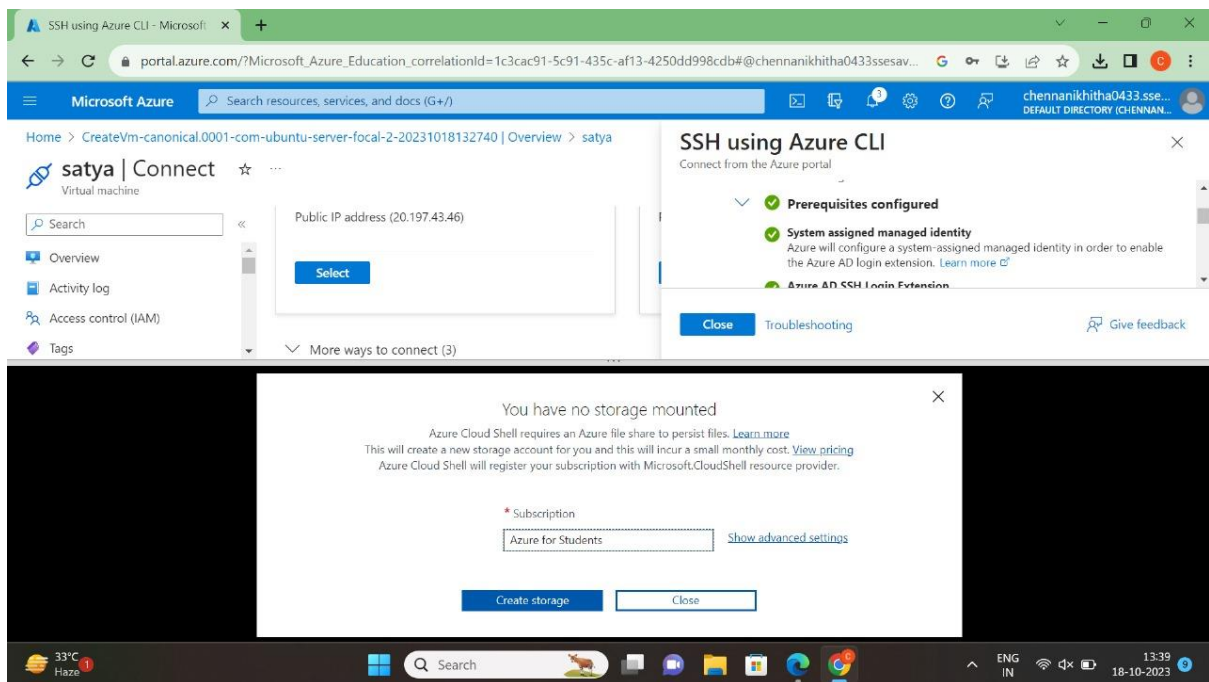 SSH using Azure CLI - Microsoft
portal.azure.com/?Microsoft_Azure_Education_correlationId=1c3cac91-5c91-435c-af13-4250dd998cdb#@chennanikhitha0433ssesav...
C
Microsoft Azure
Search resources, services, and docs (G+/)
3
chennanikhitha0433.sse...
DEFAULT DIRECTORY (CHENNAN...
Home > CreateVm-canonical.0001-com-ubuntu-server-focal-2-20231018132740 | Overview > satya
satya | Connect
Virtual machine
Search
Overview
Activity log
Access control (IAM)
Tags
Public IP address (20.197.43.46)
Select
More ways to connect (3)
SSH using Azure CLI
Connect from the Azure portal
Prerequisites configured
System assigned managed identity
Azure will configure a system-assigned managed identity in order to enable
the Azure AD login extension. Learn more
Azure AD SSH Login Extension
Close
Troubleshooting
Give feedback
You have no storage mounted
Azure Cloud Shell requires an Azure file share to persist files. Learn more
This will create a new storage account for you and this will incur a small monthly cost. View pricing
Azure Cloud Shell will register your subscription with Microsoft.CloudShell resource provider.
* Subscription
Azure for Students
Show advanced settings
Create storage
Close
33°C
Haze
1
Search
ENG
IN
13:39
18-10-2023
9